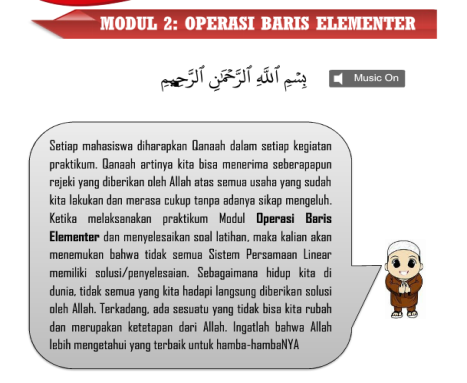 MODUL 2: OPERASI BARIS ELEMENTER
بِسْمِ ٱللَّهِ ٱلرَّحْمَٰنِ ٱلرَّحِيمِ
Music On
Setiap mahasiswa diharapkan Qanaah dalam setiap kegiatan
praktikum. Qanaah artinya kita bisa menerima seberapapun
rejeki yang diberikan oleh Allah atas semua usaha yang sudah
kita lakukan dan merasa cukup tanpa adanya sikap mengeluh.
Ketika melaksanakan praktikum Modul Operasi Baris
Elementer dan menyelesaikan soal latihan, maka kalian akan
menemukan bahwa tidak semua Sistem Persamaan Linear
memiliki solusi/penyelesaian. Sebagaimana hidup kita di
dunia, tidak semua yang kita hadapi langsung diberikan solusi
oleh Allah. Terkadang, ada sesuatu yang tidak bisa kita rubah
dan merupakan ketetapan dari Allah. Ingatlah bahwa Allah
lebih mengetahui yang terbaik untuk hamba-hambaNYA